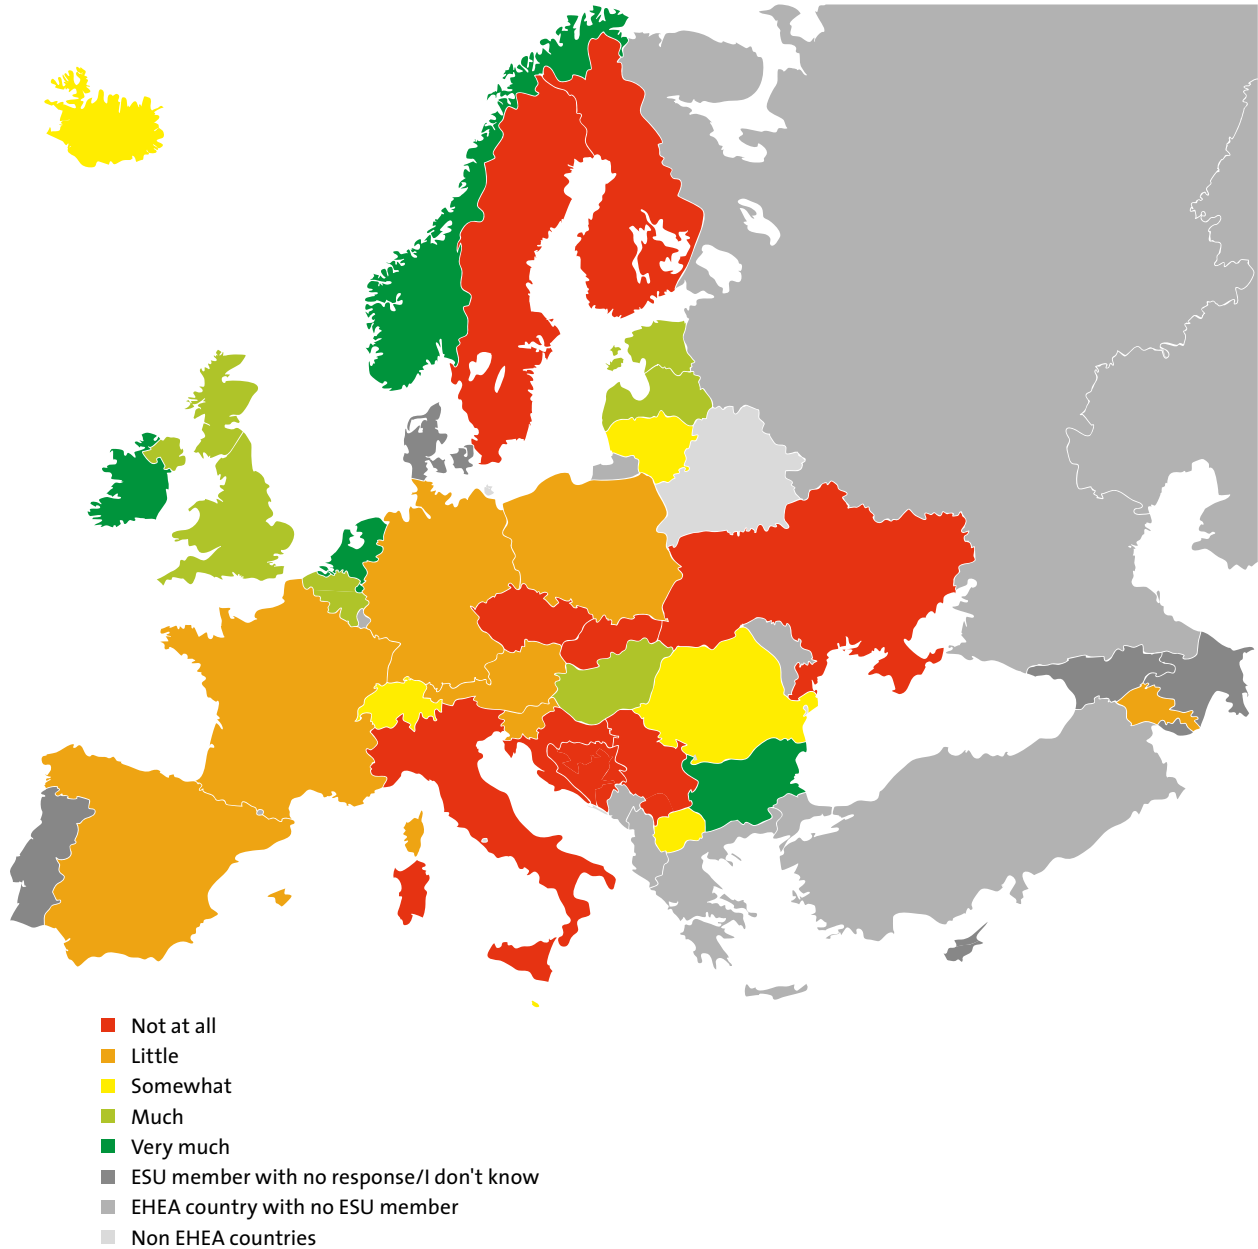 Not at all
Little
Somewhat
Much
Very much
ESU member with no response/I don't know
EHEA country with no ESU member
Non EHEA countries